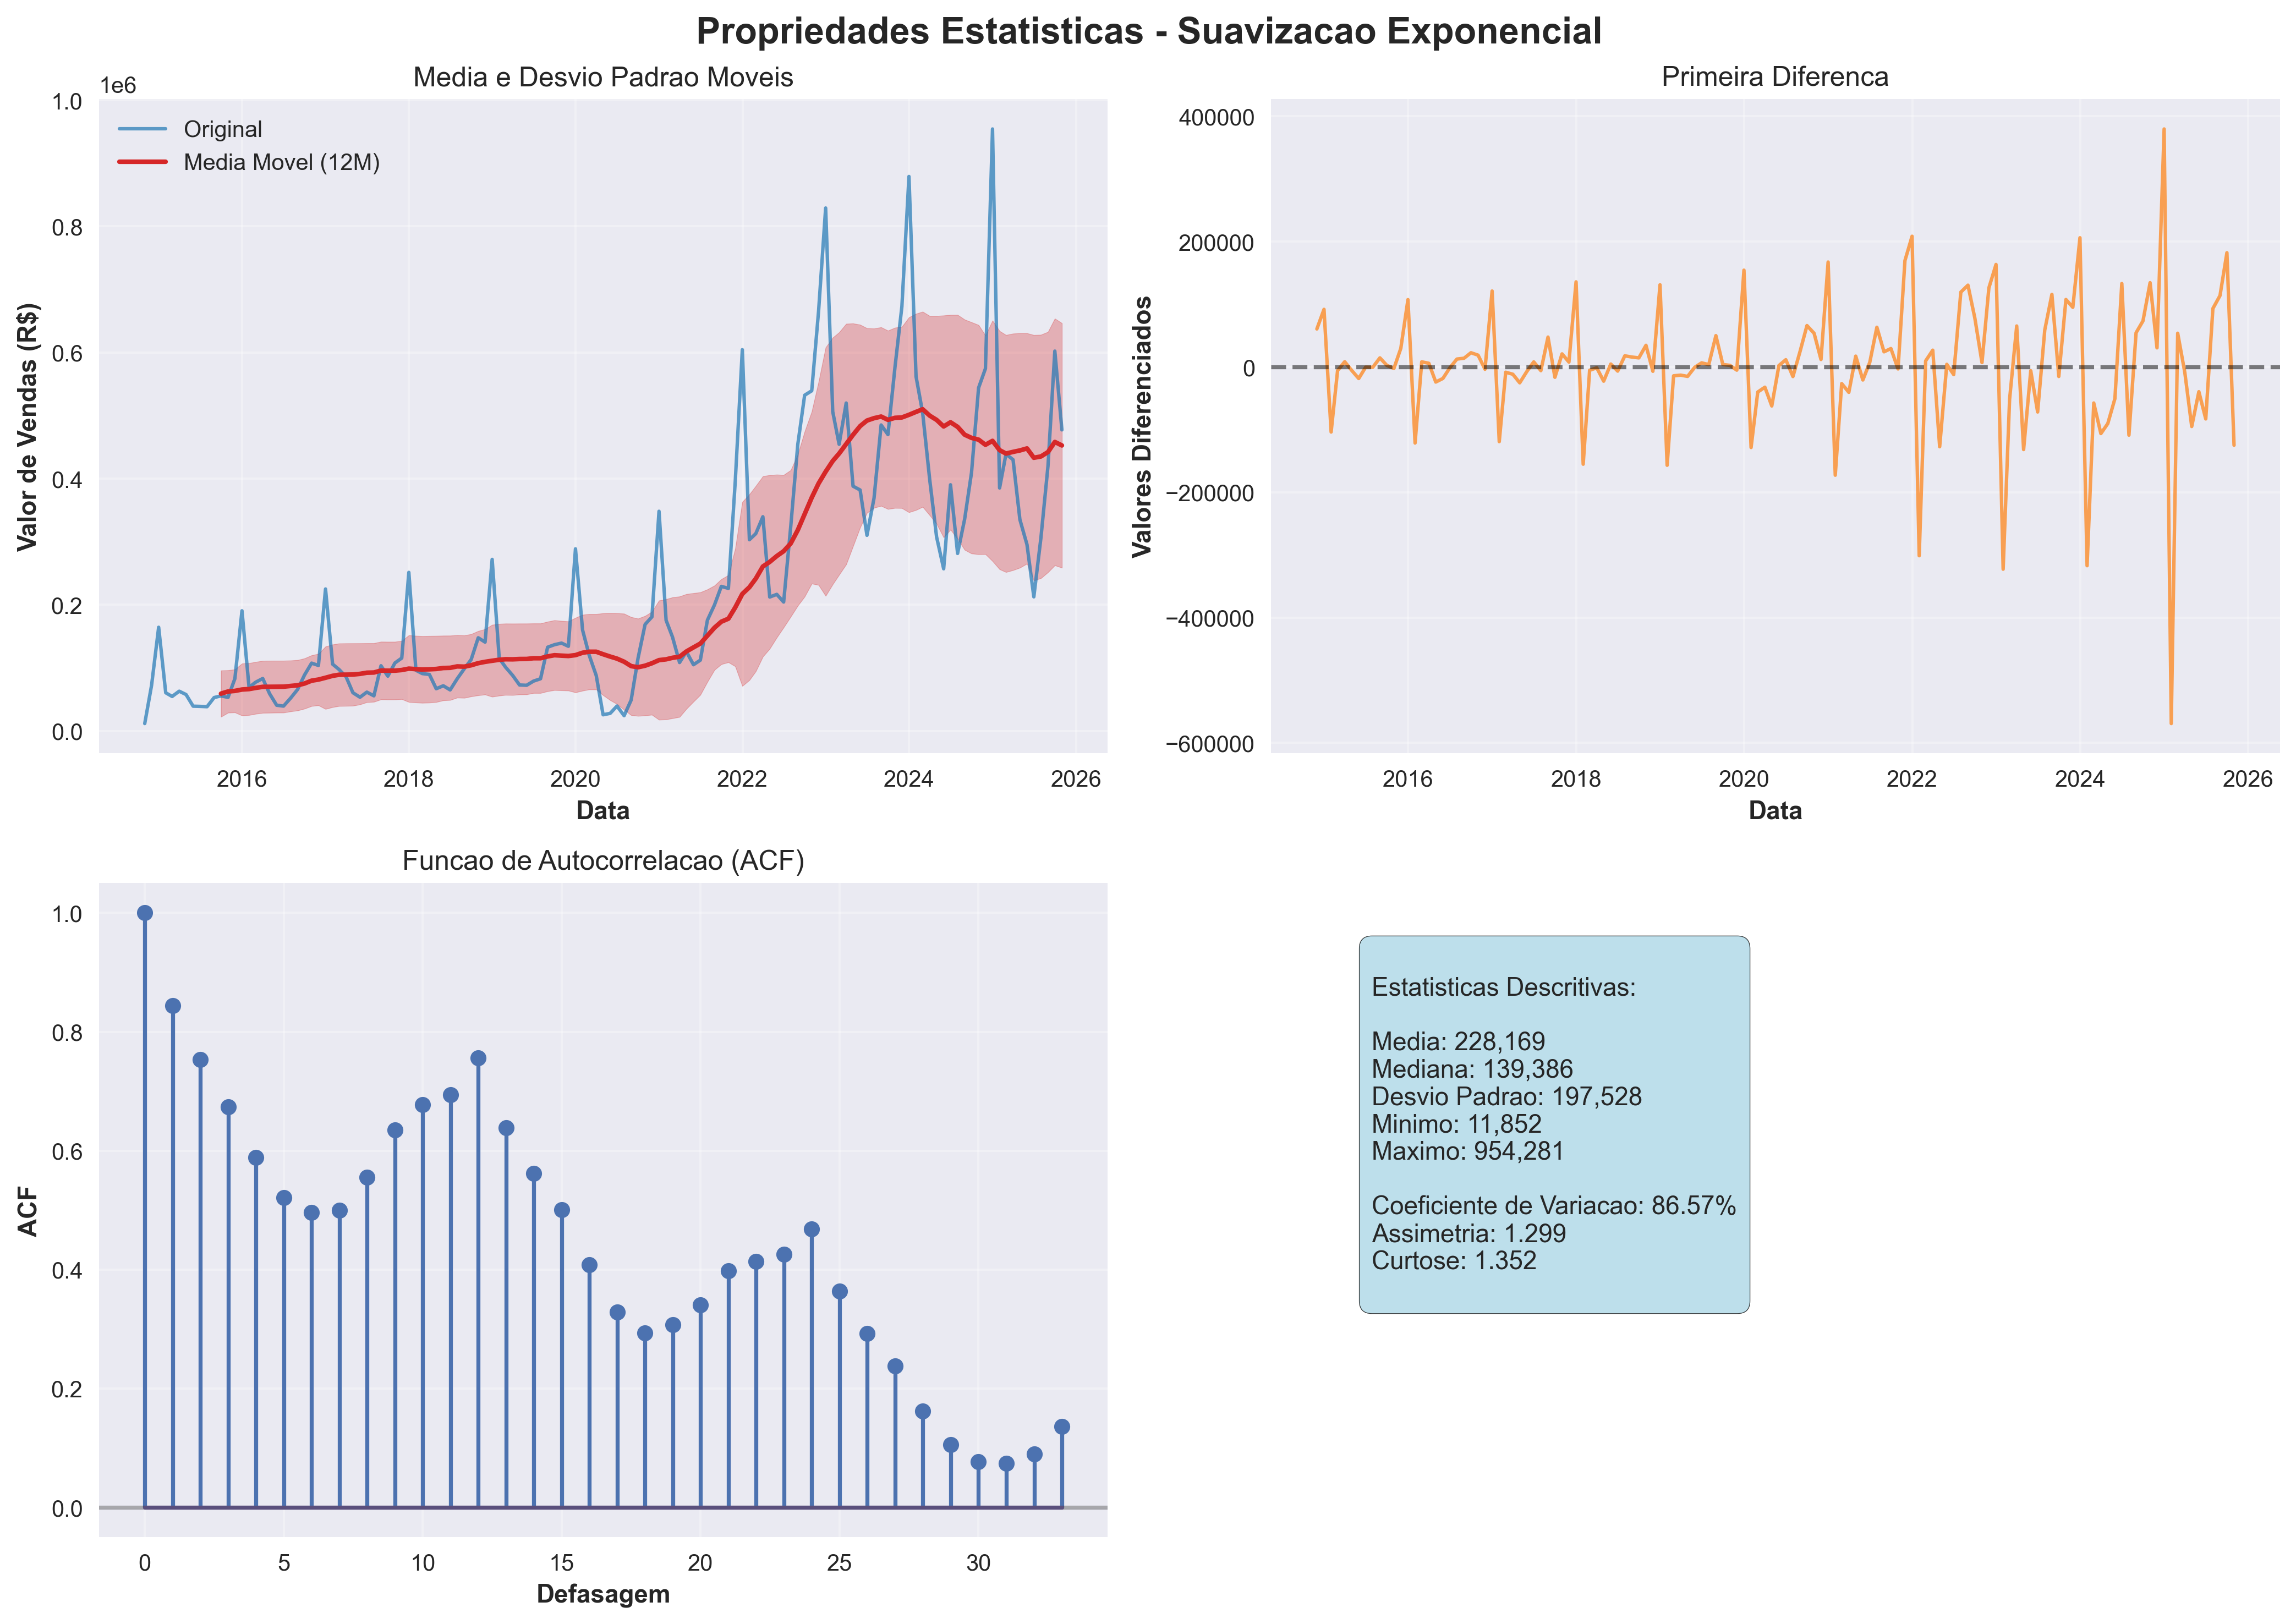 Propriedades Estatisticas - Suavizacao Exponencial
Media e Desvio Padrao Moveis
1e6
Original
Media Movel (12M)
1.0
0.8
0.6
0.4
0.2
0.0
Valor de Vendas (R$)
2016
2018
2020
2022
2024
2026
Data
Primeira Diferenca
400000
200000
0
−200000
−400000
−600000
Valores Diferenciados
2016
2018
2020
2022
2024
2026
Data
Funcao de Autocorrelacao (ACF)
1.0
0.8
0.6
0.4
0.2
0.0
ACF
0
5
10
15
20
25
30
Defasagem
Estatisticas Descritivas:
Media: 228,169
Mediana: 139,386
Desvio Padrao: 197,528
Minimo: 11,852
Maximo: 954,281
Coeficiente de Variacao: 86.57%
Assimetria: 1.299
Curtose: 1.352